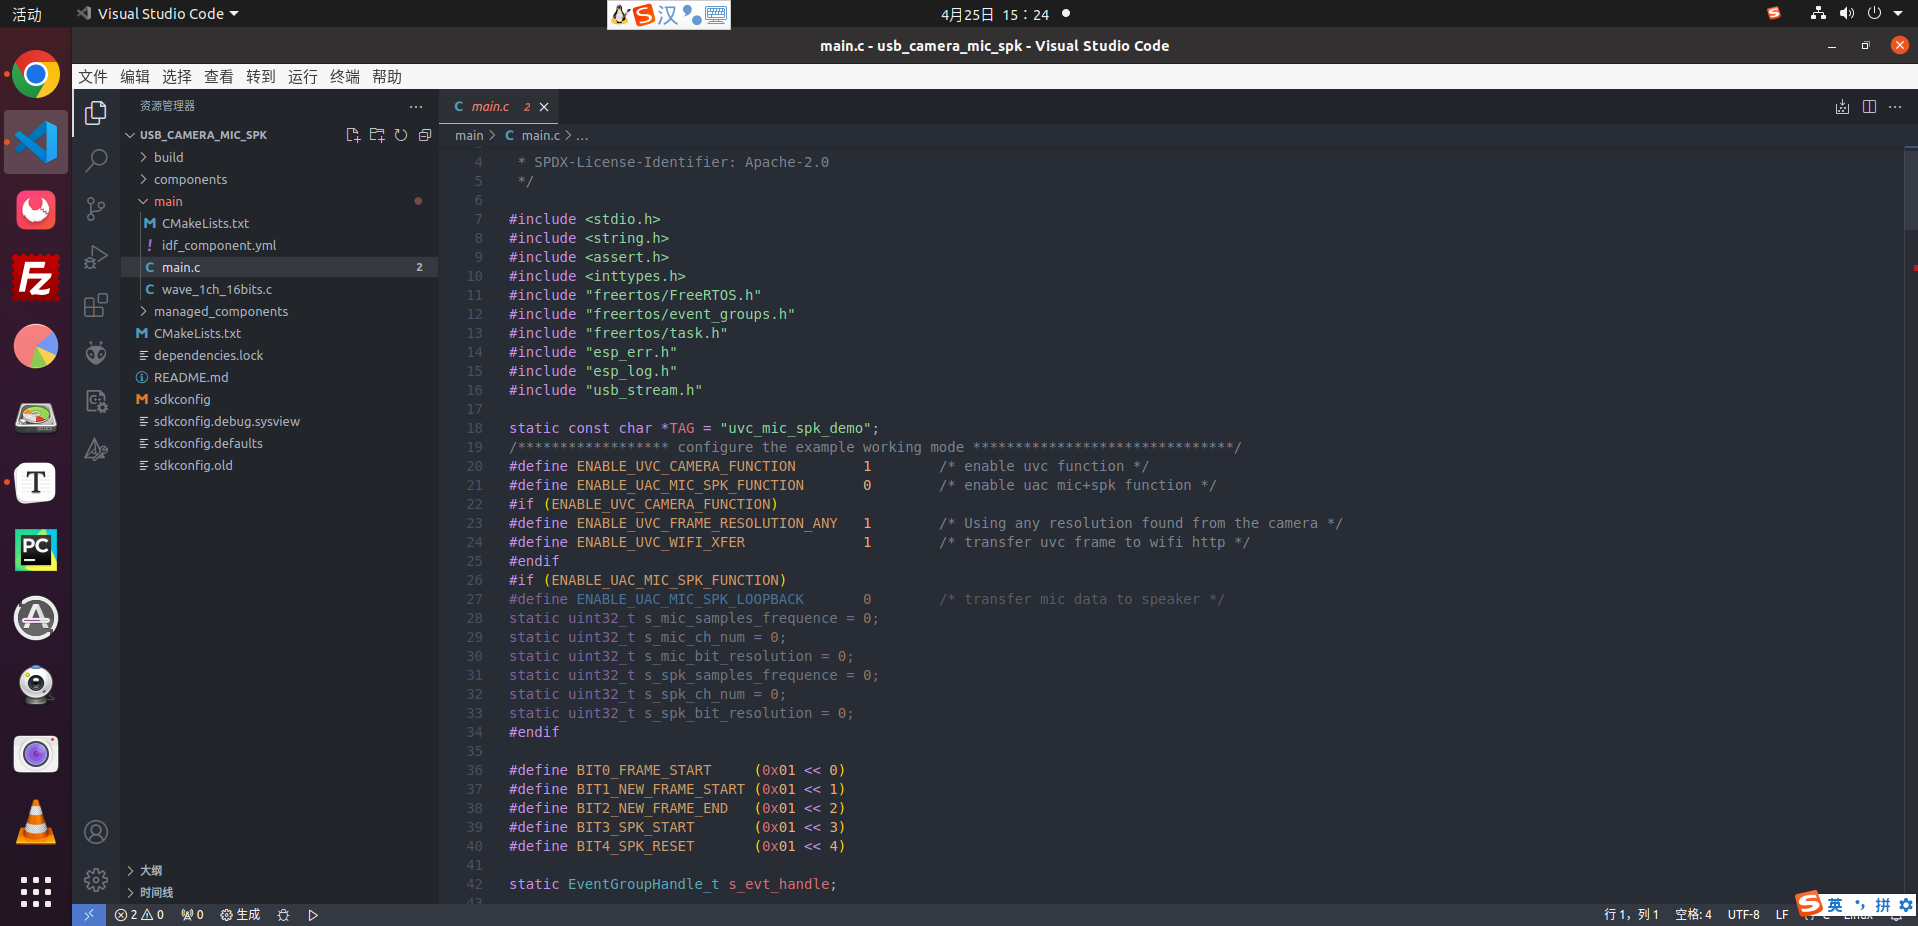 活动
Visual Studio Code
汉
4月25日 15：24
main.c - usb_camera_mic_spk - Visual Studio Code
文件 编辑 选择 查看 转到 运行 终端 帮助
资源管理器
USB_CAMERA_MIC_SPK
build
components
main
CMakeLists.txt
idf_component.yml
main.c 2
wave_1ch_16bits.c
managed_components
CMakeLists.txt
dependencies.lock
README.md
sdkconfig
sdkconfig.debug.sysview
sdkconfig.defaults
sdkconfig.old
大纲
时间线
main.c 2
main > C main.c > ...
4 * SPDX-License-Identifier: Apache-2.0
5 */
6
7 #include <stdio.h>
8 #include <string.h>
9 #include <assert.h>
10 #include <inttypes.h>
11 #include "freertos/FreeRTOS.h"
12 #include "freertos/event_groups.h"
13 #include "freertos/task.h"
14 #include "esp_err.h"
15 #include "esp_log.h"
16 #include "usb_stream.h"
17
18 static const char *TAG = "uvc_mic_spk_demo";
19 /****************** configure the example working mode *******************************/
20 #define ENABLE_UVC_CAMERA_FUNCTION 1 /* enable uvc function */
21 #define ENABLE_UAC_MIC_SPK_FUNCTION 0 /* enable uac mic+spk function */
22 #if (ENABLE_UVC_CAMERA_FUNCTION)
23 #define ENABLE_UVC_FRAME_RESOLUTION_ANY 1 /* Using any resolution found from the camera */
24 #define ENABLE_UVC_WIFI_XFER 1 /* transfer uvc frame to wifi http */
25 #endif
26 #if (ENABLE_UAC_MIC_SPK_FUNCTION)
27 #define ENABLE_UAC_MIC_SPK_LOOPBACK 0 /* transfer mic data to speaker */
28 static uint32_t s_mic_samples_frequence = 0;
29 static uint32_t s_mic_ch_num = 0;
30 static uint32_t s_mic_bit_resolution = 0;
31 static uint32_t s_spk_samples_frequence = 0;
32 static uint32_t s_spk_ch_num = 0;
33 static uint32_t s_spk_bit_resolution = 0;
34 #endif
35
36 #define BIT0_FRAME_START (0x01 << 0)
37 #define BIT1_NEW_FRAME_START (0x01 << 1)
38 #define BIT2_NEW_FRAME_END (0x01 << 2)
39 #define BIT3_SPK_START (0x01 << 3)
40 #define BIT4_SPK_RESET (0x01 << 4)
41
42 static EventGroupHandle_t s_evt_handle;
2 0 0 生成
行 1，列 1 空格: 4 UTF-8 LF
英 拼